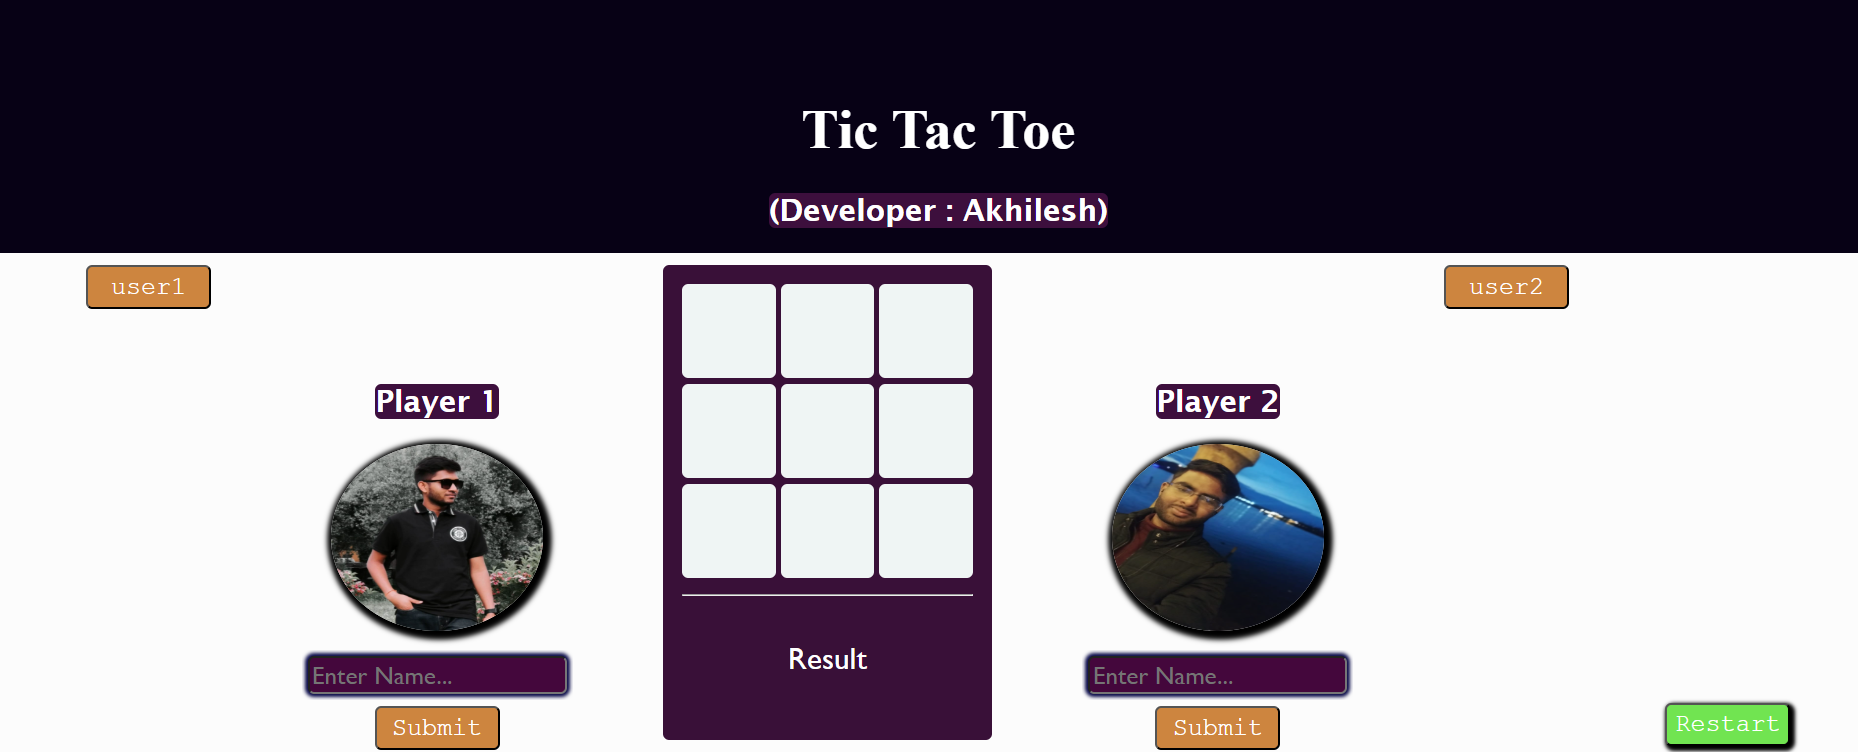 Tic Tac Toe
(Developer : Akhilesh)
user1
user2
Player 1
Player 2
Enter Name...
Submit
Result
Enter Name...
Submit
Restart